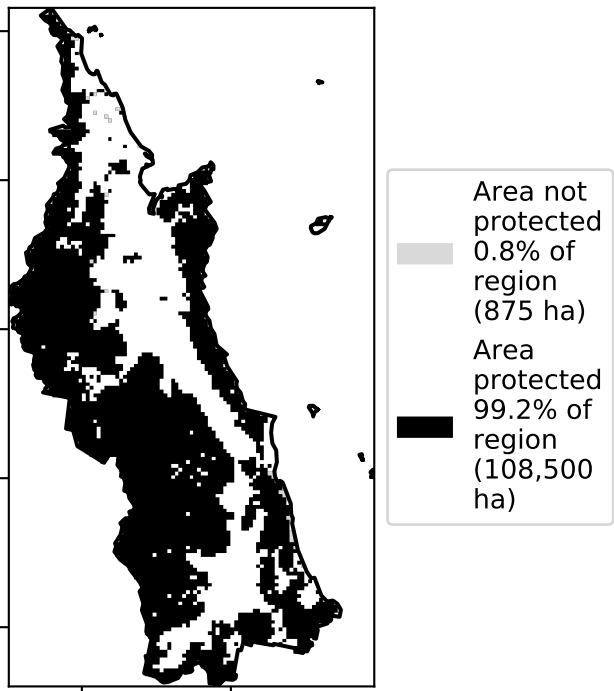 Area not
protected
0.8% of
region
(875 ha)
Area
protected
99.2% of
region
(108,500
ha)